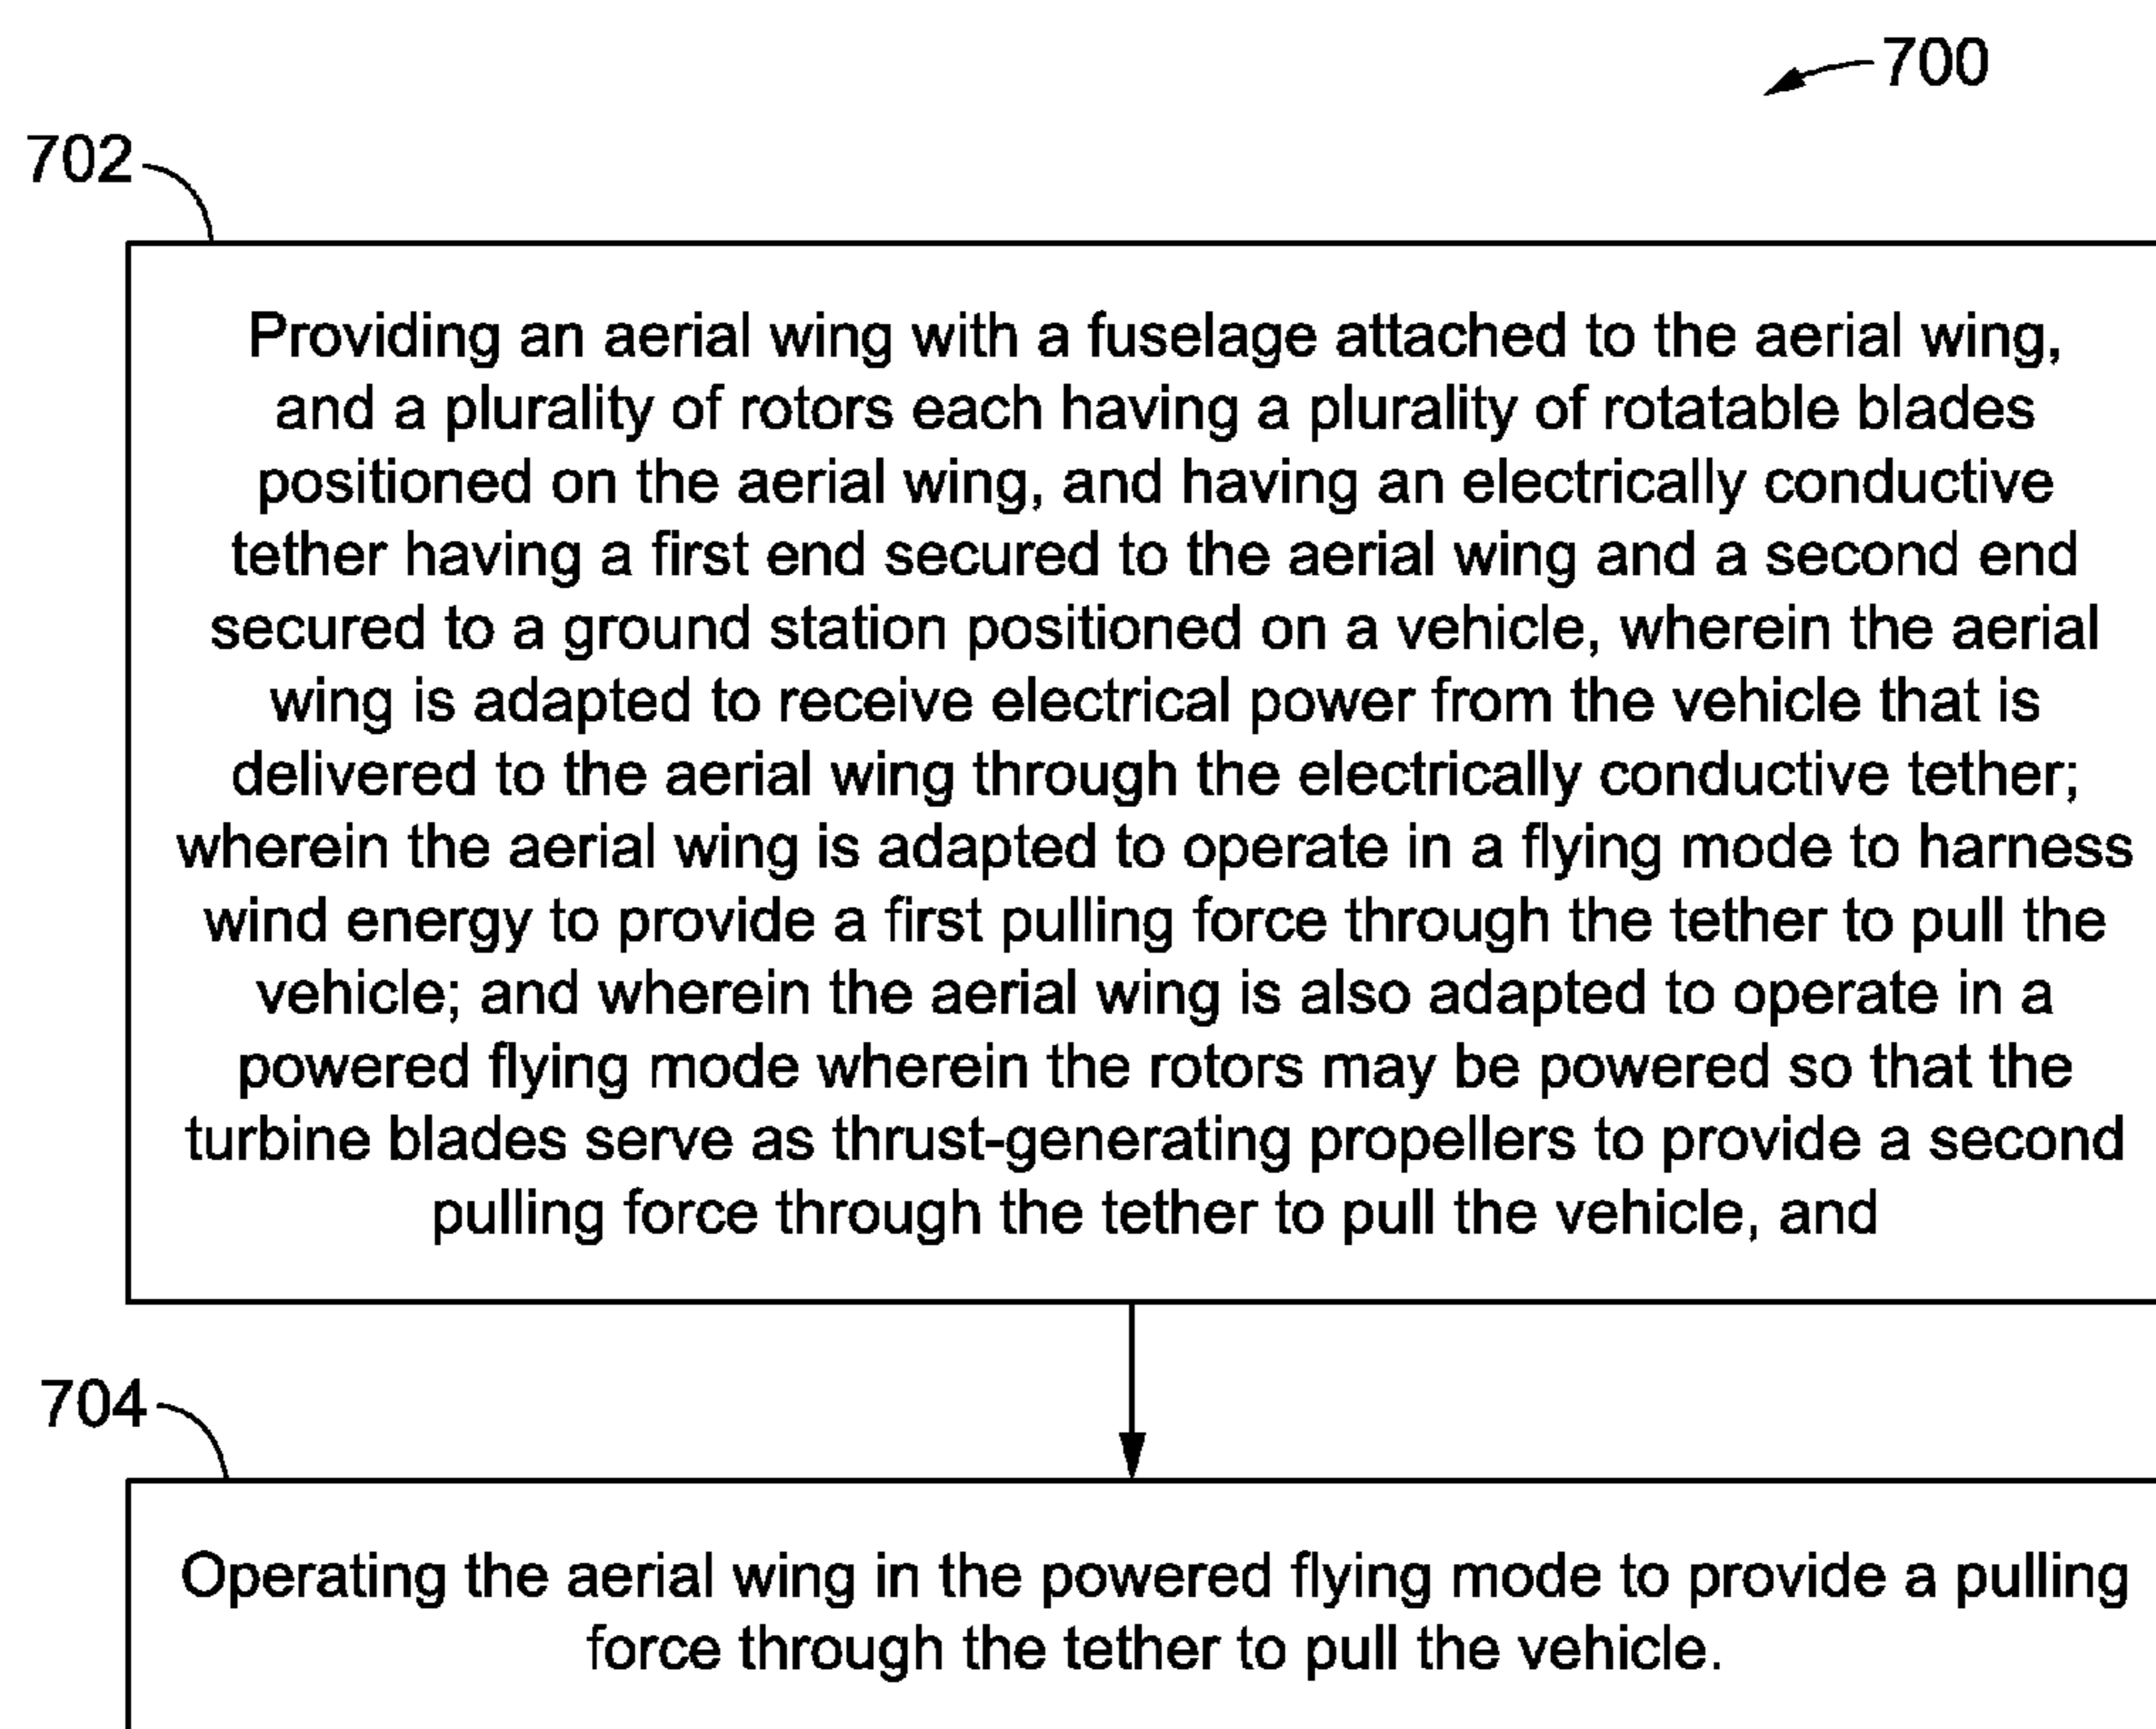 700
702
Providing an aerial wing with a fuselage attached to the aerial wing,
and a plurality of rotors each having a plurality of rotatable blades
positioned on the aerial wing, and having an electrically conductive
tether having a first end secured to the aerial wing and a second end
secured to a ground station positioned on a vehicle, wherein the aerial
wing is adapted to receive electrical power from the vehicle that is
delivered to the aerial wing through the electrically conductive tether;
wherein the aerial wing is adapted to operate in a flying mode to harness
wind energy to provide a first pulling force through the tether to pull the
vehicle; and wherein the aerial wing is also adapted to operate in a
powered flying mode wherein the rotors may be powered so that the
turbine blades serve as thrust-generating propellers to provide a second
pulling force through the tether to pull the vehicle, and
704
Operating the aerial wing in the powered flying mode to provide a pulling
force through the tether to pull the vehicle.